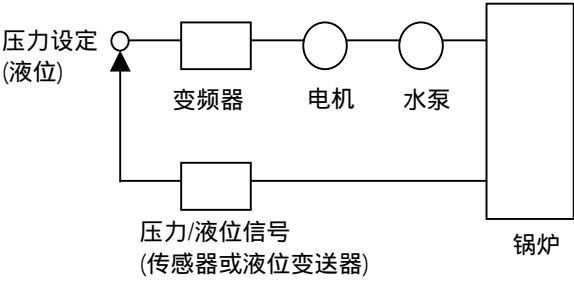 压力设定
(液位)
变频器
电机
水泵
压力/液位信号
(传感器或液位变送器)
锅炉